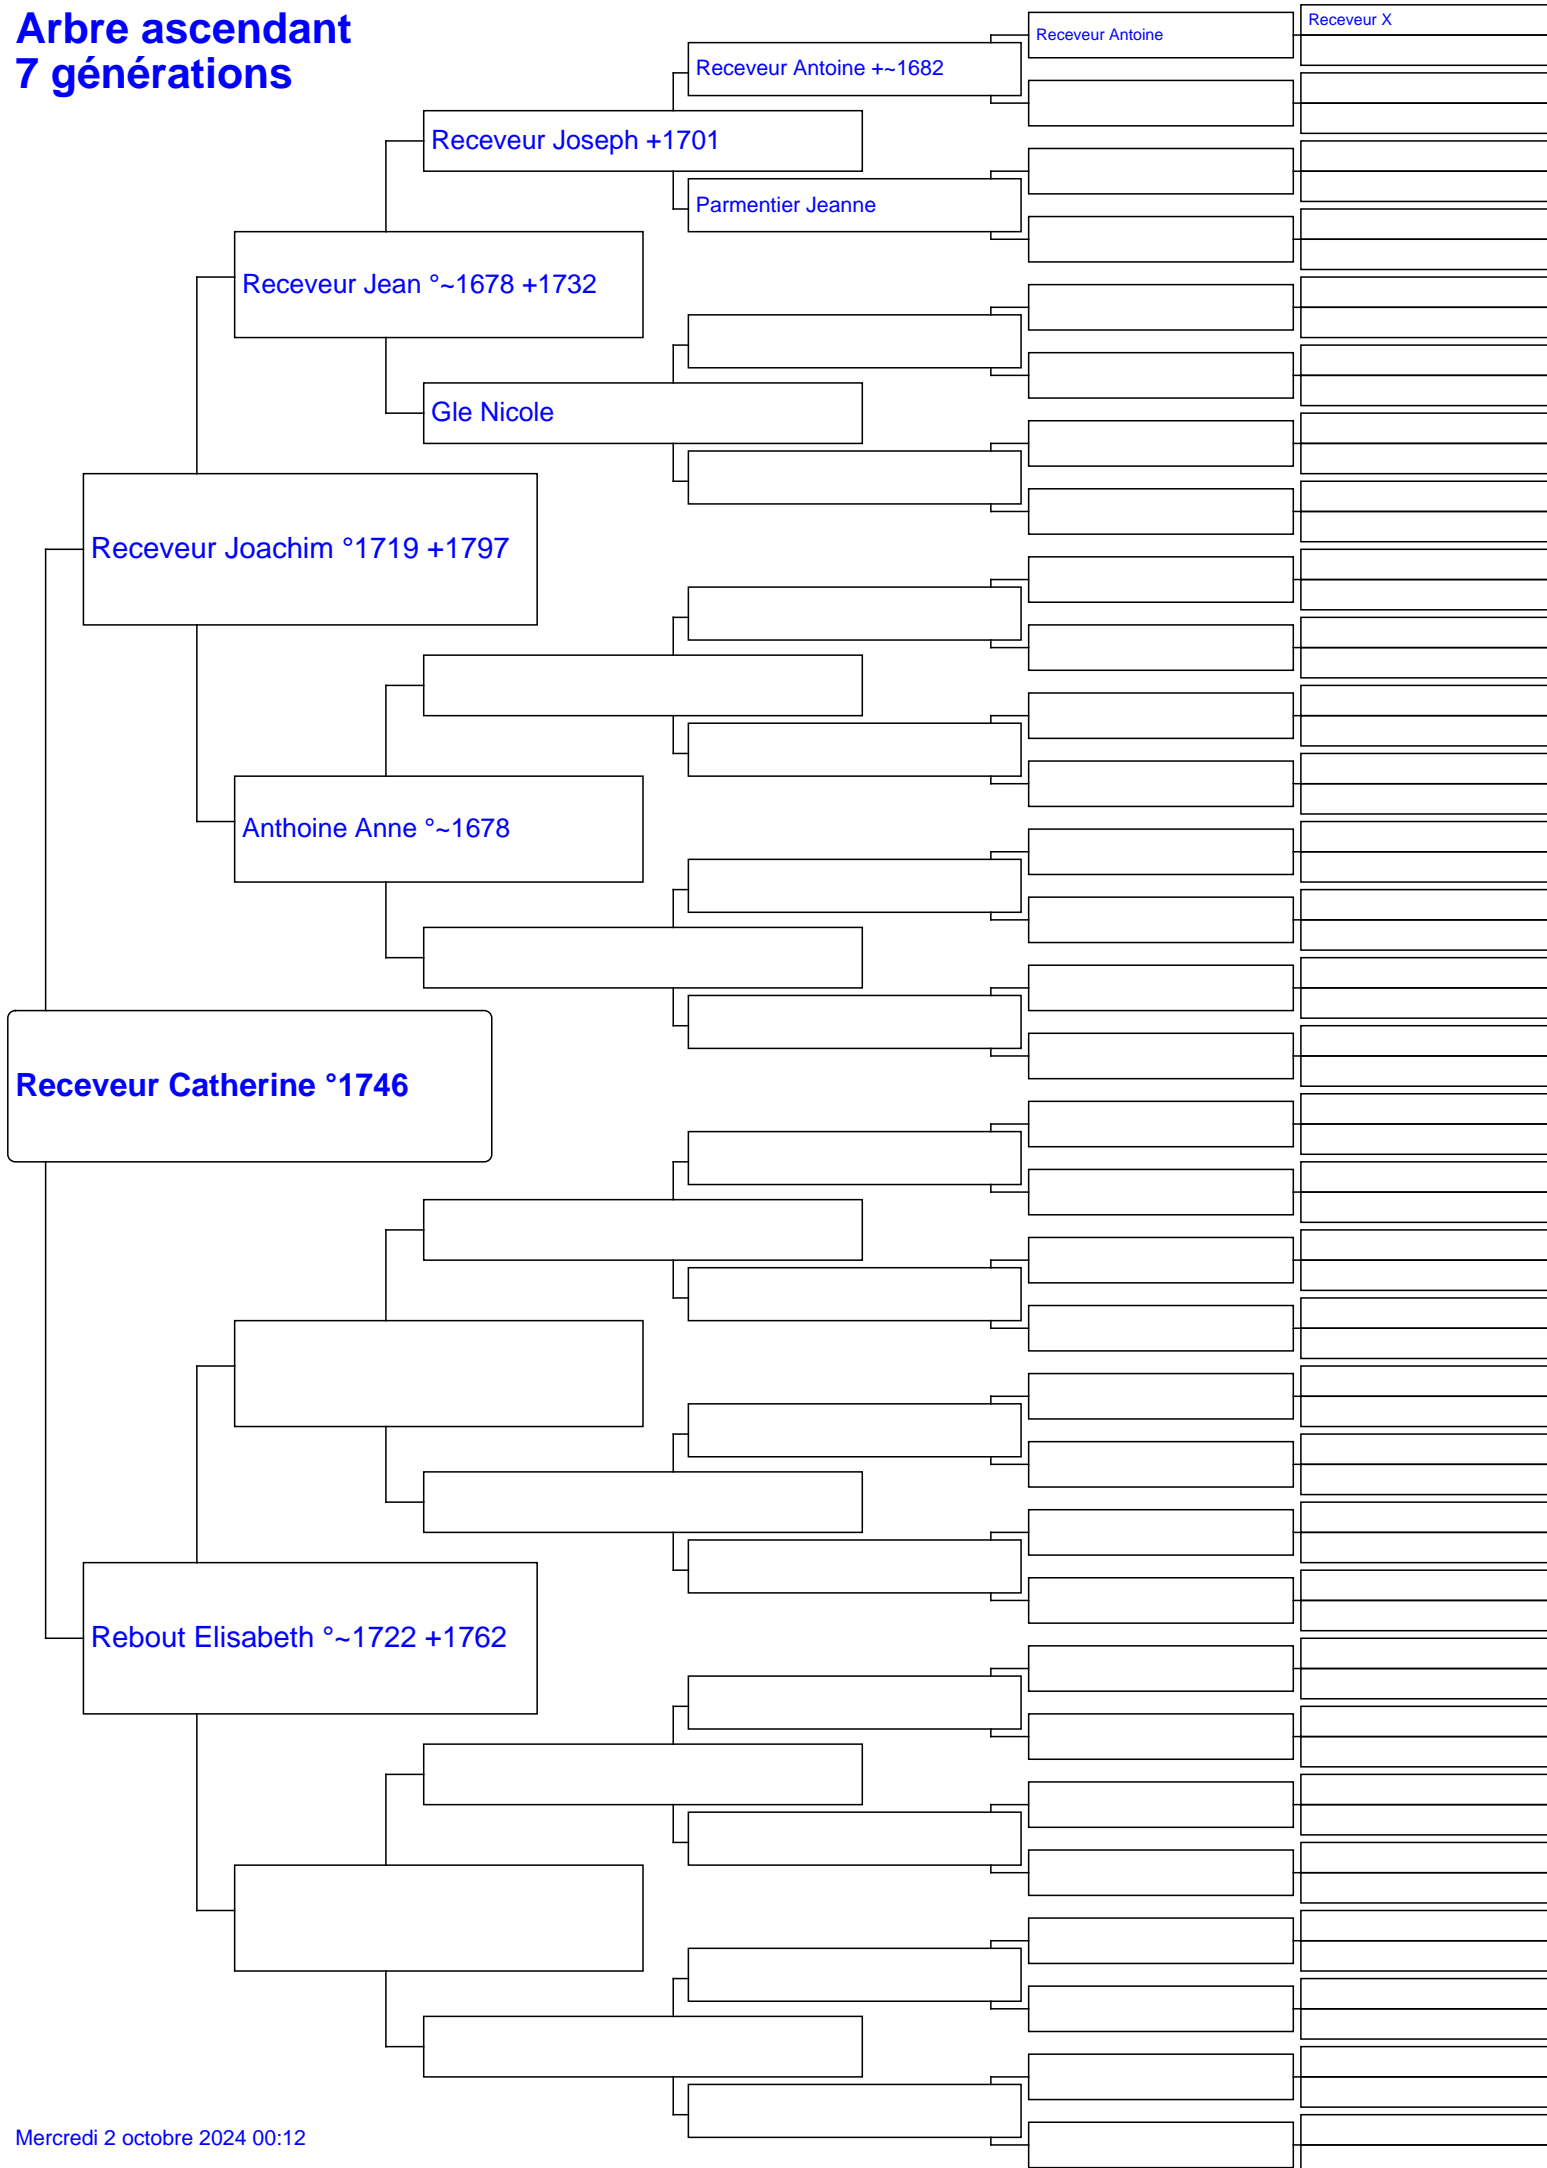 Arbre ascendant
7 générations
Receveur X
Receveur Antoine
Receveur Antoine +~1682
Receveur Joseph +1701
Parmentier Jeanne
Receveur Jean °~1678 +1732
Gle Nicole
Receveur Joachim °1719 +1797
Anthoine Anne °~1678
Receveur Catherine °1746
Rebout Elisabeth °~1722 +1762
Mercredi 2 octobre 2024 00:12